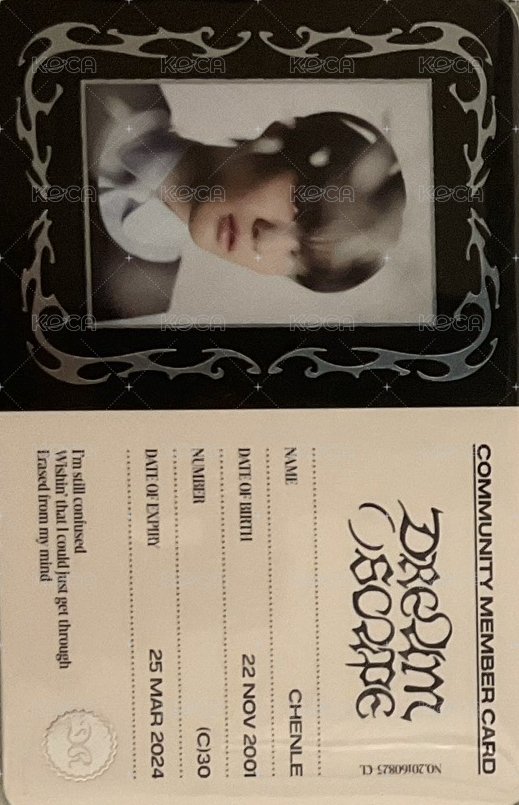 COMMUNITY MEMBER CARD
DREAM( )SCAPE
NO.20160825-CL
NAME CHENLE
DATE OF BIRTH 22 NOV 2001
NUMBER (C)30
DATE OF EXPIRY 25 MAR 2024
I'm still confused
Wishin' that I could just get through
Erased from my mind
KOCA KOCA KOCA KOCA
KOCA KOCA KOCA KOCA
KOCA KOCA KOCA KOCA